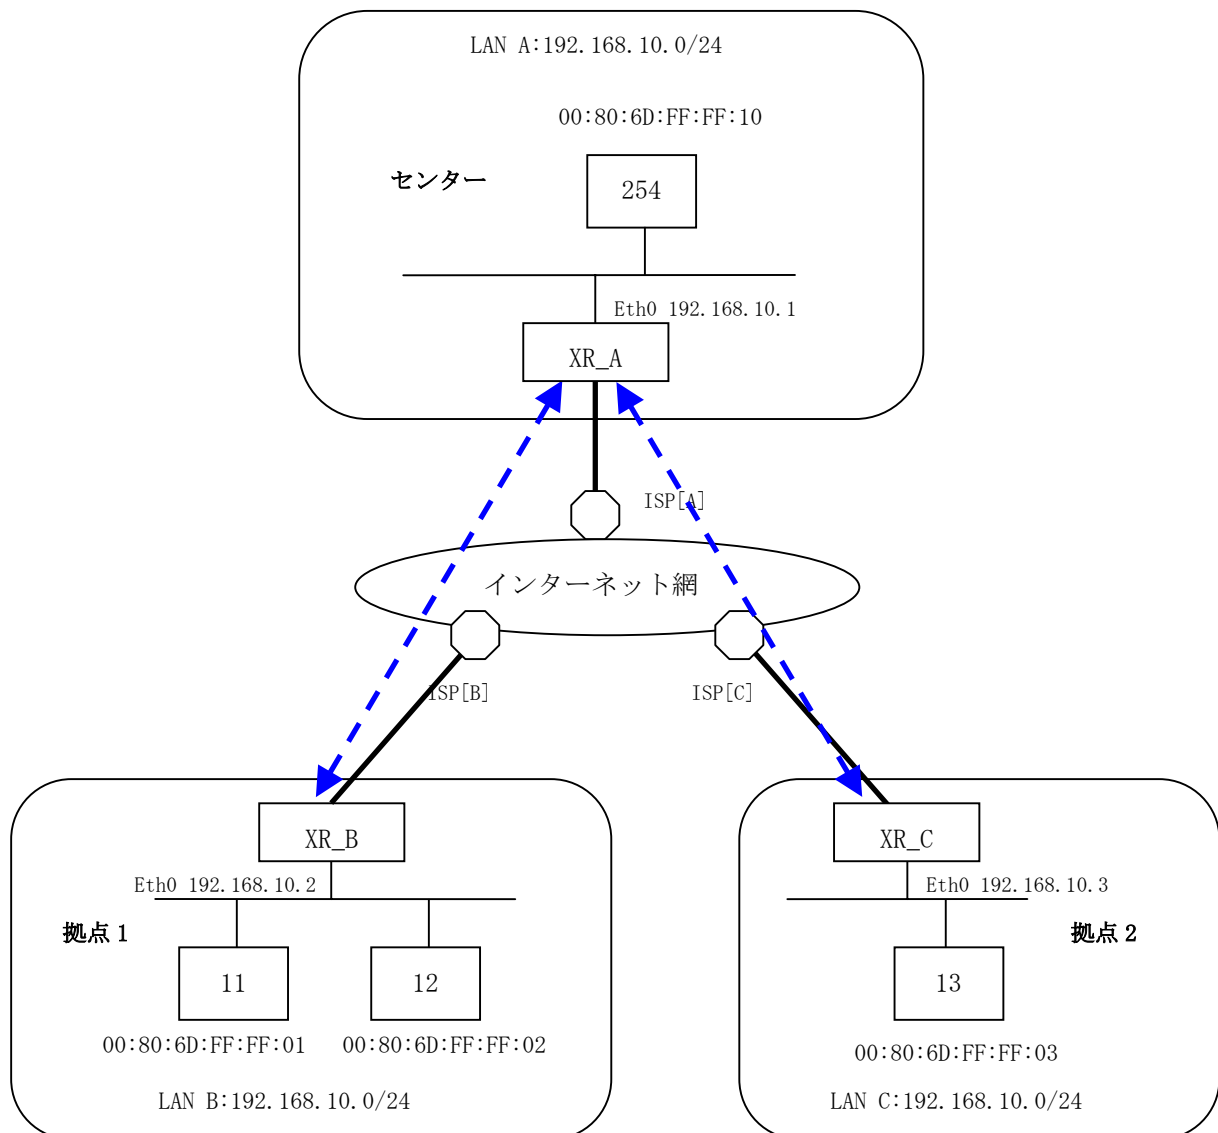 LAN A:192.168.10.0/24
00:80:6D:FF:FF:10
センター
254
Eth0 192.168.10.1
XR_A
ISP[A]
インターネット網
ISP[B]
ISP[C]
XR_B
XR_C
Eth0 192.168.10.2
Eth0 192.168.10.3
拠点1
拠点2
11
12
13
00:80:6D:FF:FF:01
00:80:6D:FF:FF:02
00:80:6D:FF:FF:03
LAN B:192.168.10.0/24
LAN C:192.168.10.0/24